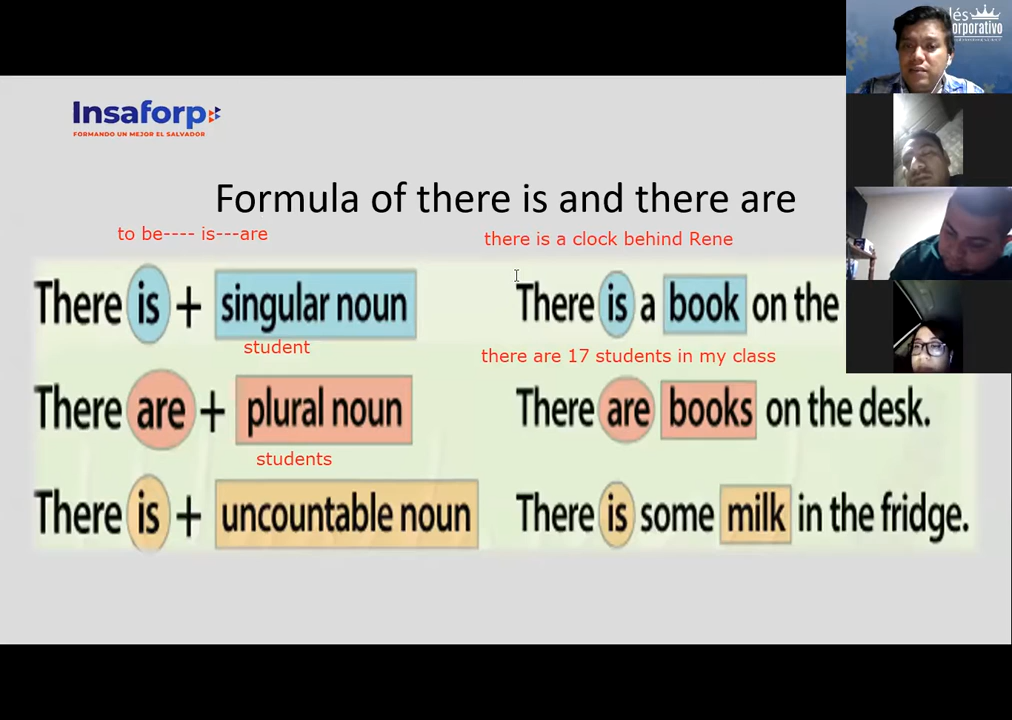 lés
orporativo
Insaforp
FORMANDO UN MEJOR EL SALVADOR
Formula of there is and there are
to be---- is---are
there is a clock behind Rene
There is + singular noun
There is a book on the
student
there are 17 students in my class
There are + plural noun
There are books on the desk.
students
There is + uncountable noun
There is some milk in the fridge.